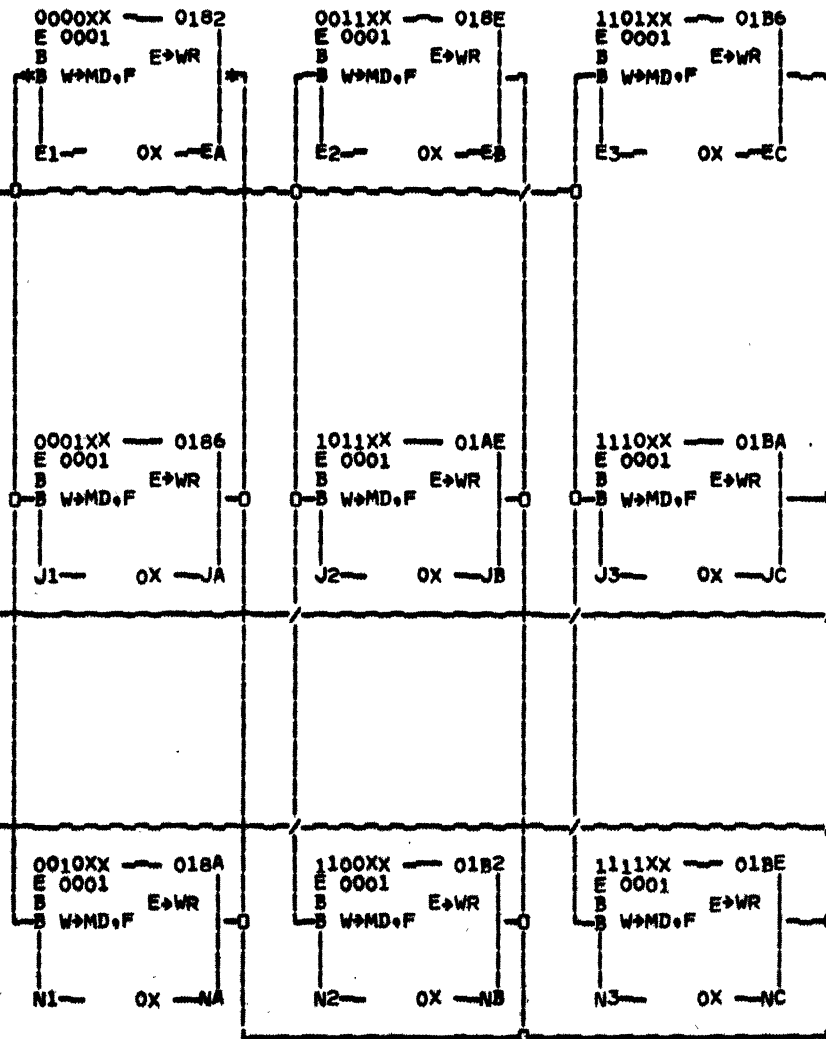 0000XX 0182 0011XX 018E 1101XX 01B6
E 0001 E 0001 E 0001
B E→WR B E→WR B E→WR
*B W→MD,F * B W→MD,F B W→MD,F
E1 0X EA E2 0X EB E3 0X EC
0001XX 0186 1011XX 01AE 1110XX 01BA
E 0001 E 0001 E 0001
B E→WR B E→WR B E→WR
B W→MD,F B W→MD,F B W→MD,F
J1 0X JA J2 0X JB J3 0X JC
0010XX 018A 1100XX 01B2 1111XX 01BE
E 0001 E 0001 E 0001
B E→WR B E→WR B E→WR
B W→MD,F B W→MD,F B W→MD,F
N1 0X NA N2 0X NB N3 0X NC